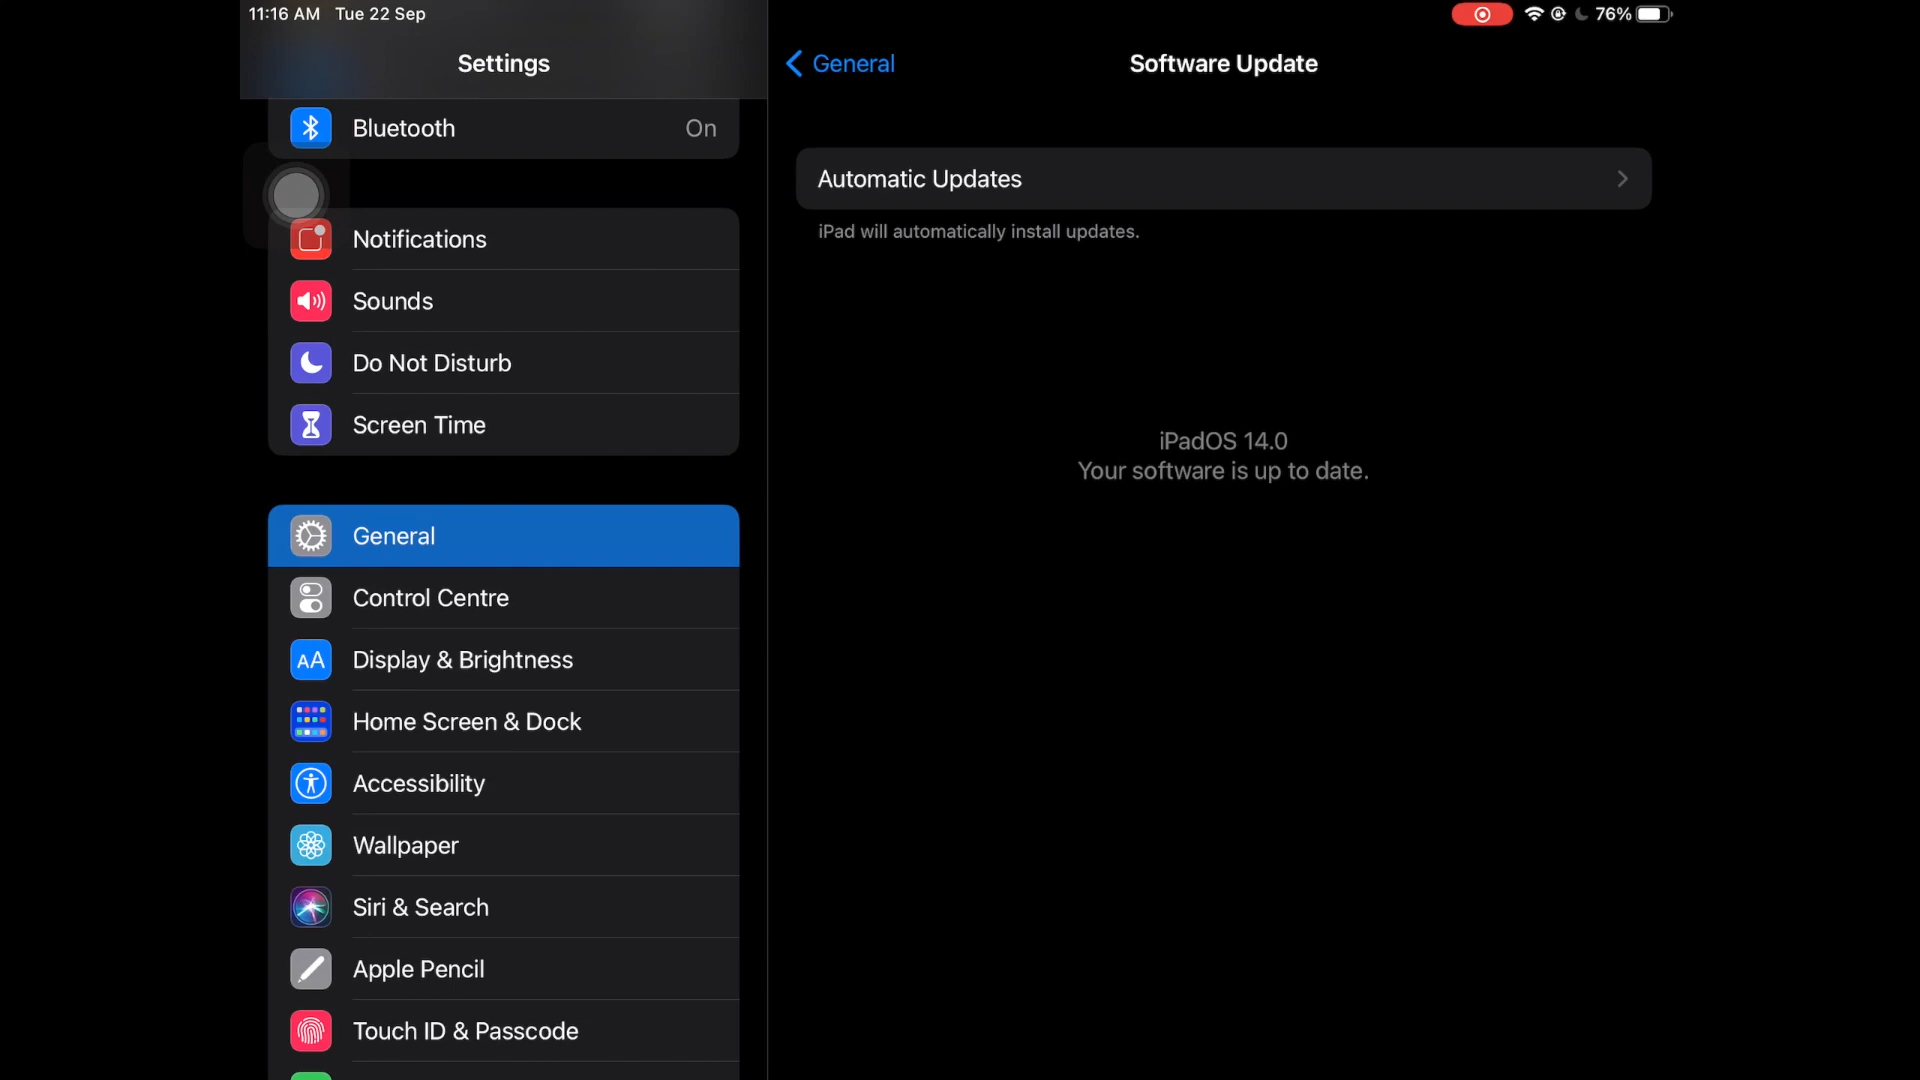 11:16 AM Tue 22 Sep
76%
Settings
Bluetooth On
Notifications
Sounds
Do Not Disturb
Screen Time
General
Control Centre
AA Display & Brightness
Home Screen & Dock
Accessibility
Wallpaper
Siri & Search
Apple Pencil
Touch ID & Passcode
General
Software Update
Automatic Updates
iPad will automatically install updates.
iPadOS 14.0
Your software is up to date.